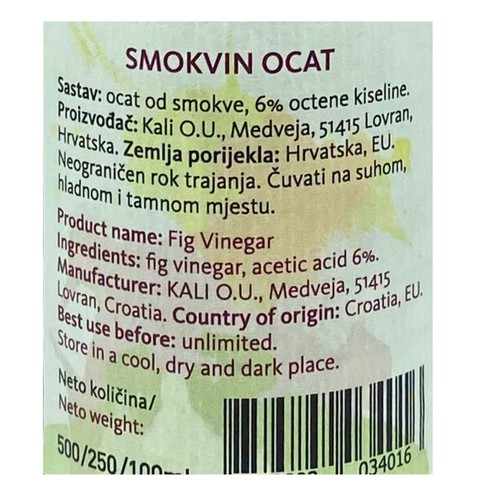 SMOKVIN OCAT
Sastav: ocat od smokve, 6% octene kiseline.
Proizvođač: Kali O.U., Medveja, 51415 Lovran,
Hrvatska. Zemlja porijekla: Hrvatska, EU.
Neograničen rok trajanja. Čuvati na suhom,
hladnom i tamnom mjestu.
Product name: Fig Vinegar
Ingredients: fig vinegar, acetic acid 6%.
Manufacturer: KALI O.U., Medveja, 51415
Lovran, Croatia. Country of origin: Croatia, EU.
Best use before: unlimited.
Store in a cool, dry and dark place.
Neto količina/
Neto weight:
500/250/100ml
034016